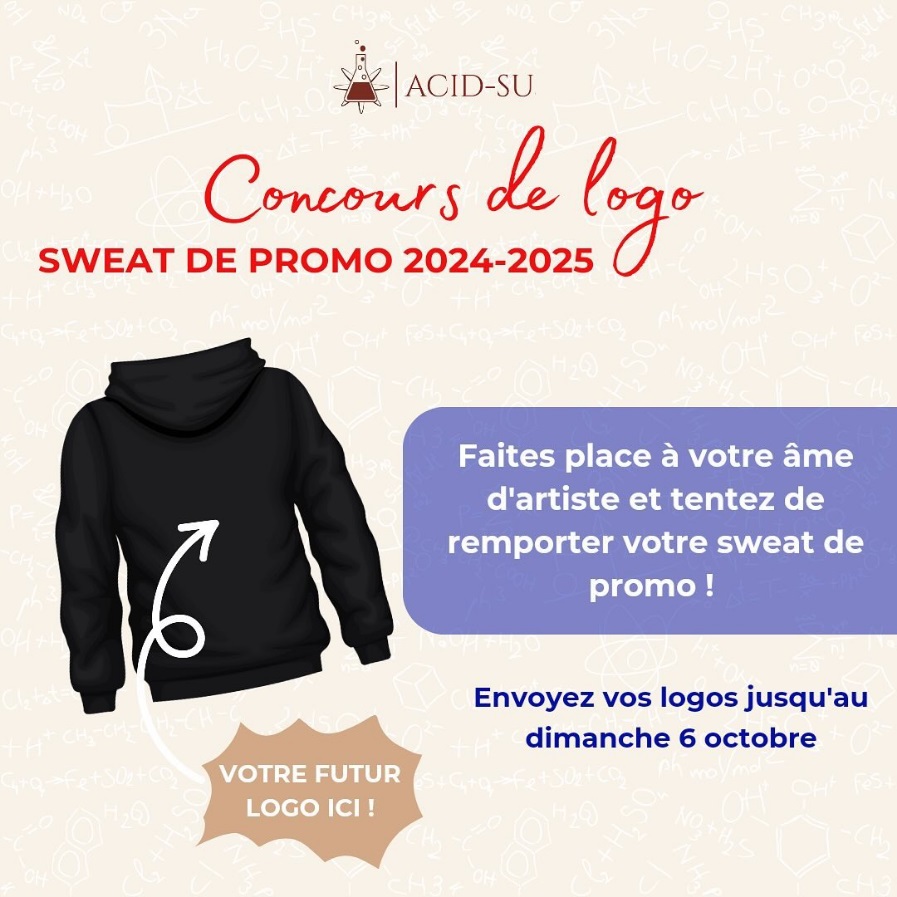 ACID-SU
Concours de logo
SWEAT DE PROMO 2024-2025
Faites place à votre âme
d'artiste et tentez de
remporter votre sweat de
promo !
Envoyez vos logos jusqu'au
dimanche 6 octobre
VOTRE FUTUR
LOGO ICI !